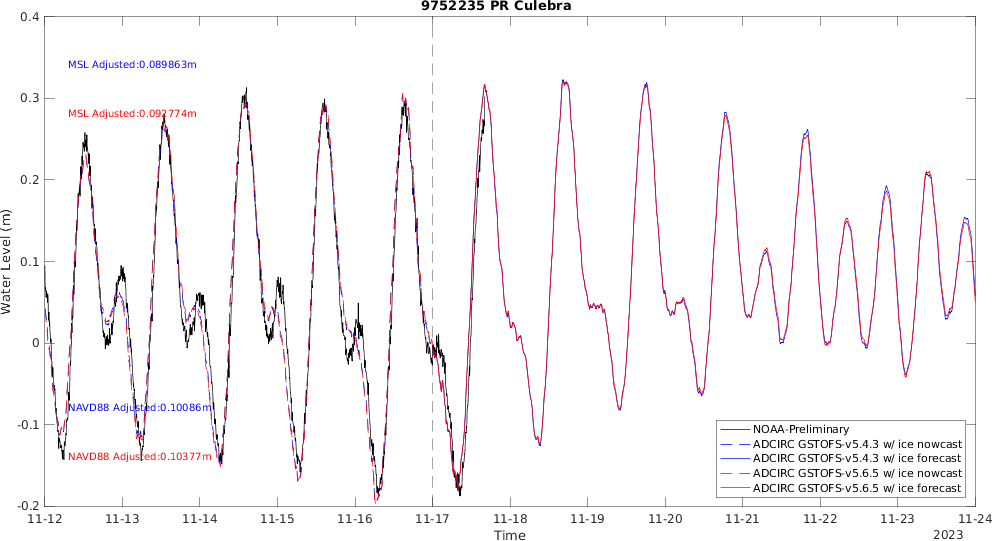 9752235 PR Culebra
0.4
0.3
0.2
0.1
0
-0.1
-0.2
Water Level (m)
MSL Adjusted:0.089863m
MSL Adjusted:0.092774m
NAVD88 Adjusted:0.10086m
NAVD88 Adjusted:0.10377m
NOAA-Preliminary
ADCIRC GSTOFS-v5.4.3 w/ ice nowcast
ADCIRC GSTOFS-v5.4.3 w/ ice forecast
ADCIRC GSTOFS-v5.6.5 w/ ice nowcast
ADCIRC GSTOFS-v5.6.5 w/ ice forecast
11-12 11-13 11-14 11-15 11-16 11-17 11-18 11-19 11-20 11-21 11-22 11-23 11-24
Time
2023